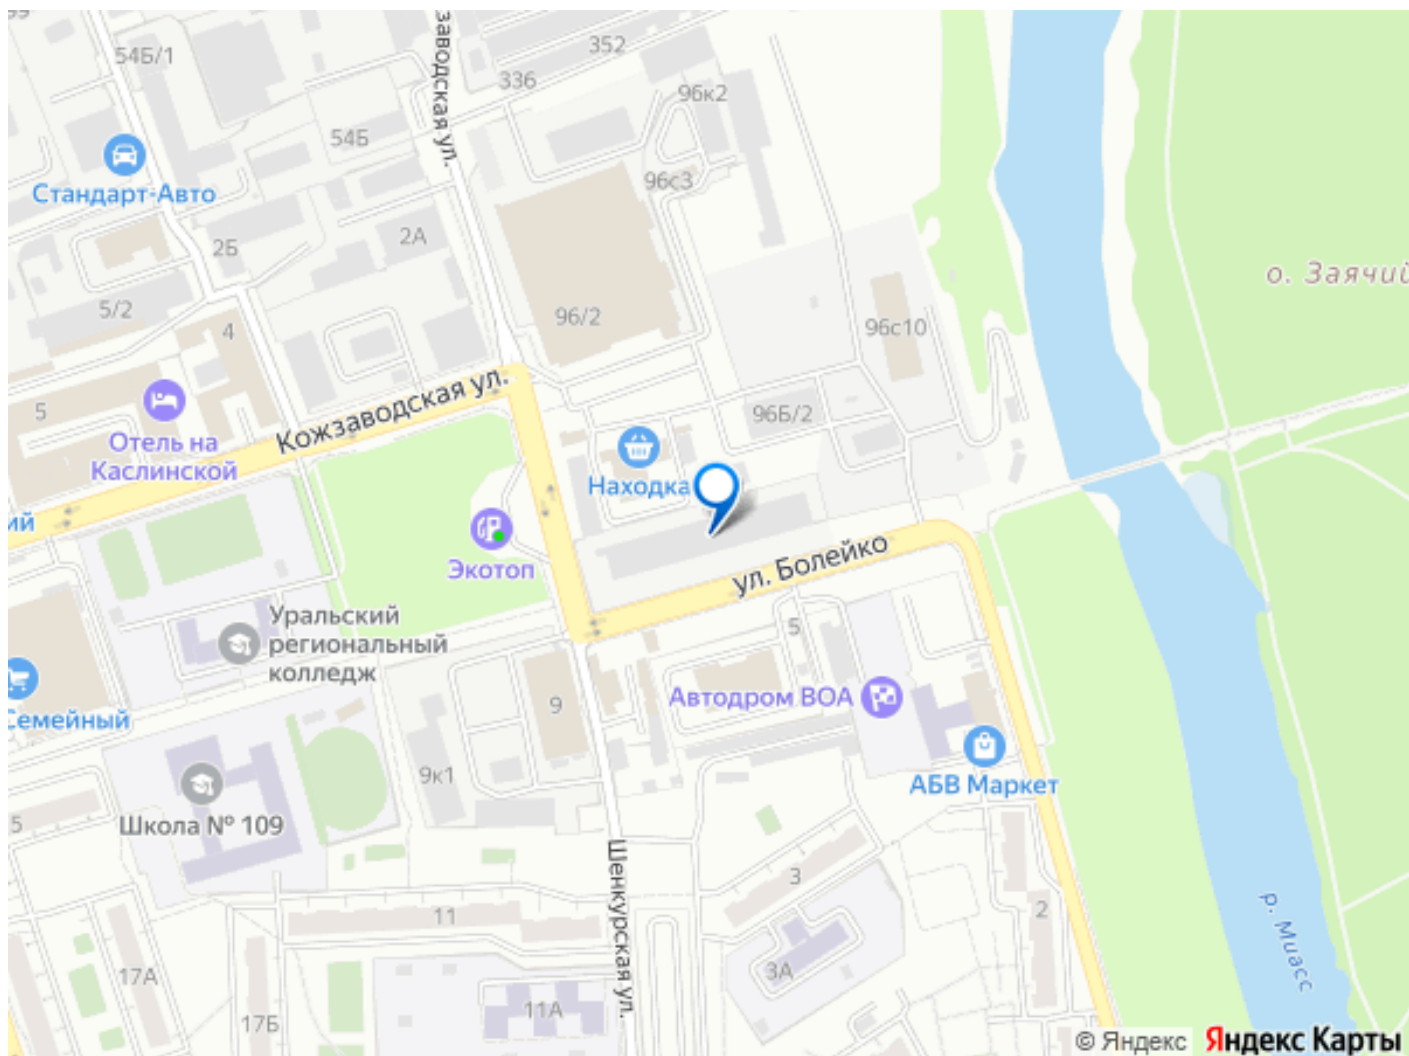 99
54Б/1
заводская ул.
352
336
96к2
54Б
Стандарт-Авто
96с3
2А
2Б
о. Заячий
5/2
4
96/2
96с10
Кожзаводская ул.
5
96Б/2
Отель на
Каслинской
Находка
ий
ул. Болейко
Экотоп
Уральский
региональный
колледж
5
Семейный
9
Автодром ВОА
9к1
АБВ Маркет
5
Школа № 109
Шенкурская ул.
3
11
2
р. Миасс
17А
3А
11А
17Б
© Яндекс Яндекс Карты